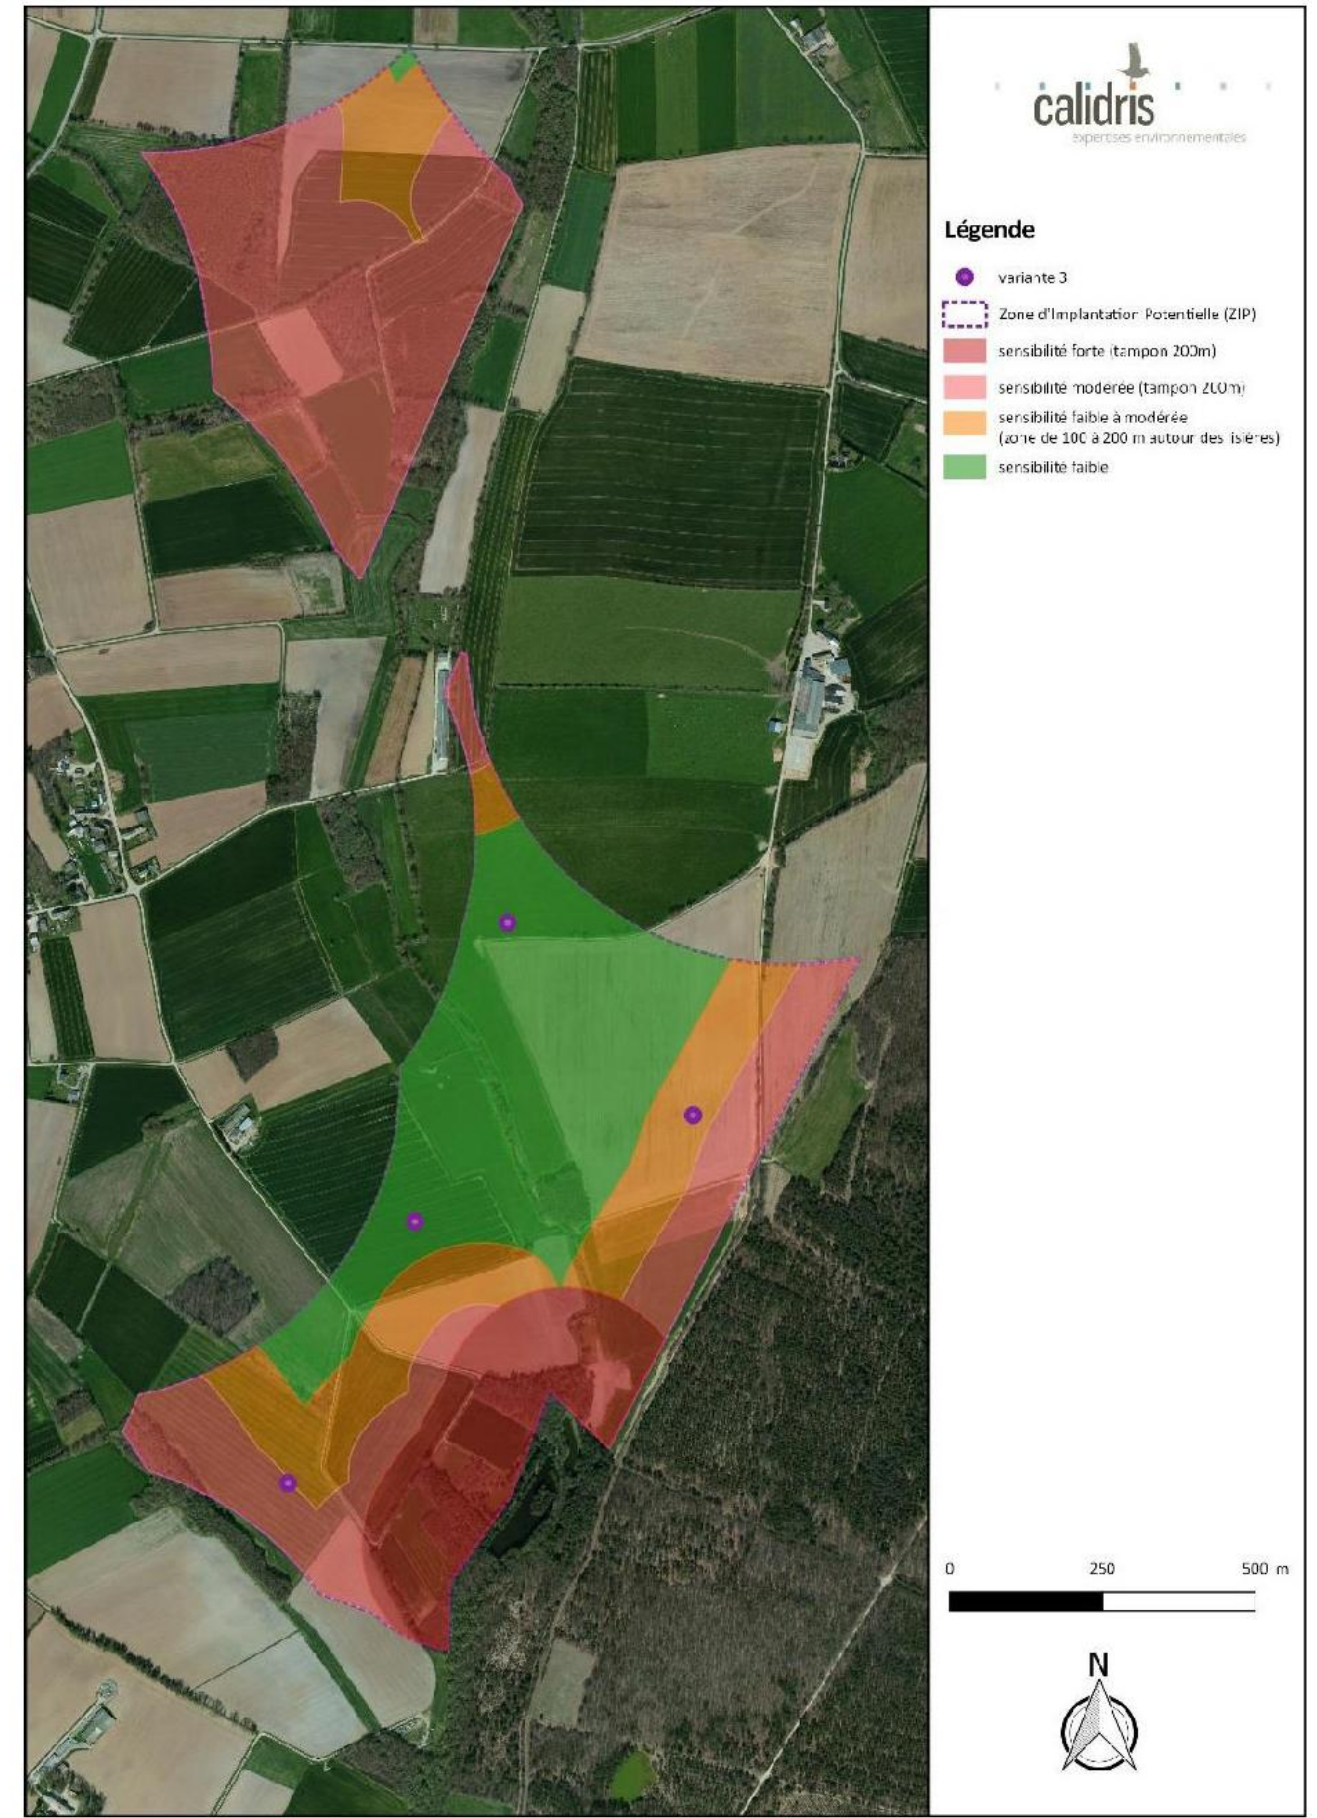 calidris
expertises environnementales
Légende
variante 3
Zone d'Implantation Potentielle (ZIP)
sensibilité forte (tampon 200m)
sensibilité modérée (tampon 200m)
sensibilité faible à modérée
(zone de 100 à 200 m autour des lisières)
sensibilité faible
0 250 500 m
N